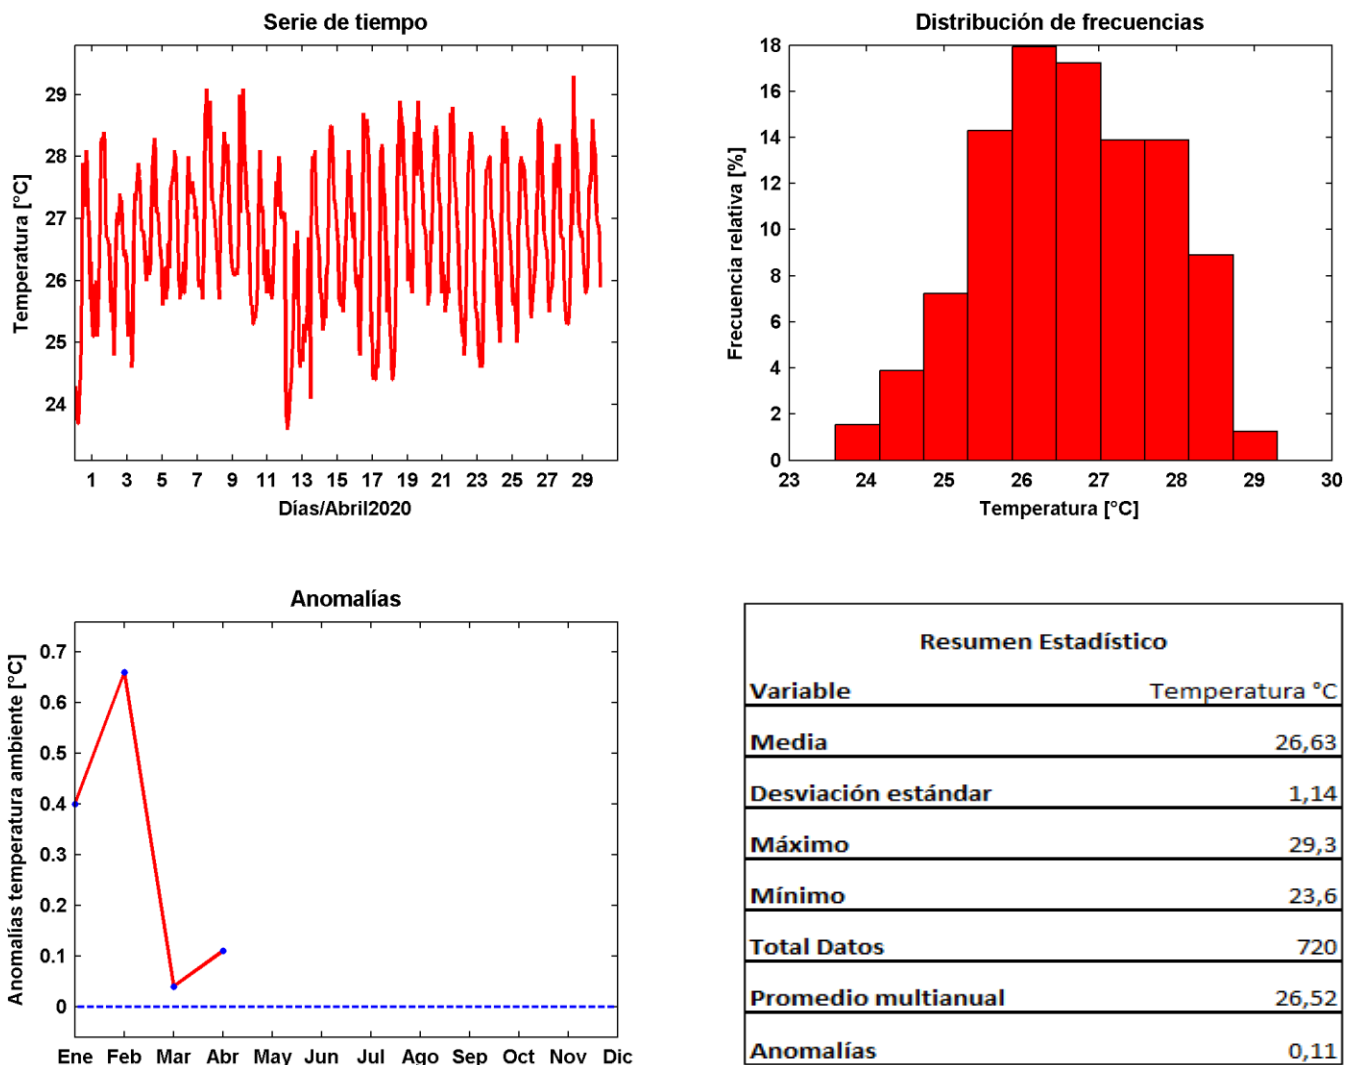 Serie de tiempo
Temperatura [°C]
29
28
27
26
25
24
1 3 5 7 9 11 13 15 17 19 21 23 25 27 29
Días/Abril2020
Distribución de frecuencias
Frecuencia relativa [%]
18
16
14
12
10
8
6
4
2
0
23 24 25 26 27 28 29 30
Temperatura [°C]
Anomalías
Anomalías temperatura ambiente [°C]
0.7
0.6
0.5
0.4
0.3
0.2
0.1
0
Ene Feb Mar Abr May Jun Jul Ago Sep Oct Nov Dic
Resumen Estadístico
Variable Temperatura °C
Media 26,63
Desviación estándar 1,14
Máximo 29,3
Mínimo 23,6
Total Datos 720
Promedio multianual 26,52
Anomalías 0,11